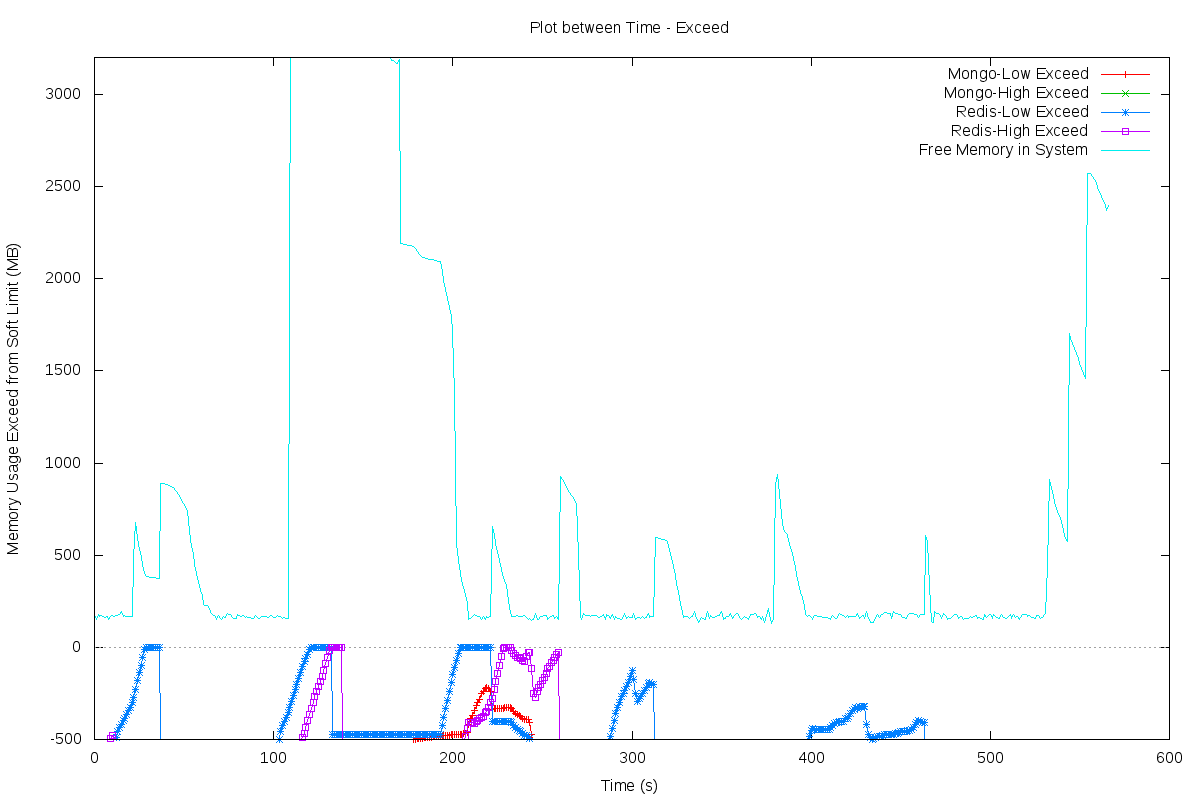 Plot between Time - Exceed
Mongo-Low Exceed
Mongo-High Exceed
Redis-Low Exceed
Redis-High Exceed
Free Memory in System
Memory Usage Exceed from Soft Limit (MB)
3000
2500
2000
1500
1000
500
0
-500
0 100 200 300 400 500 600
Time (s)